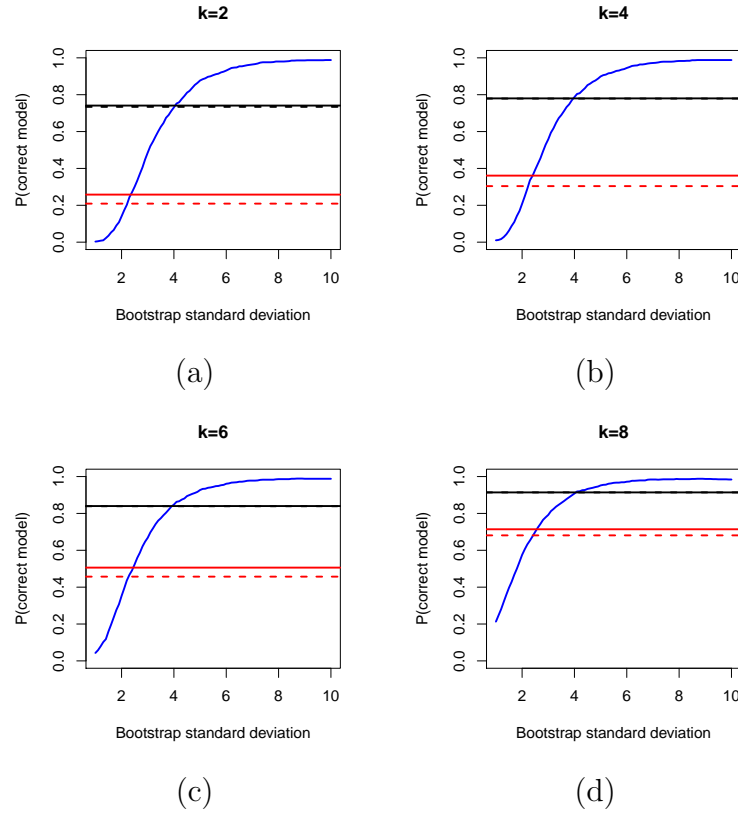 k=2
P(correct model)
0.0 0.2 0.4 0.6 0.8 1.0
2 4 6 8 10
Bootstrap standard deviation
(a)
k=4
P(correct model)
0.0 0.2 0.4 0.6 0.8 1.0
2 4 6 8 10
Bootstrap standard deviation
(b)
k=6
P(correct model)
0.0 0.2 0.4 0.6 0.8 1.0
2 4 6 8 10
Bootstrap standard deviation
(c)
k=8
P(correct model)
0.0 0.2 0.4 0.6 0.8 1.0
2 4 6 8 10
Bootstrap standard deviation
(d)